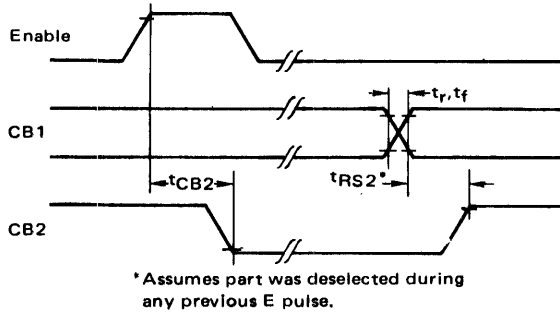 Enable
tr, tf
CB1
tCB2
tRS2*
CB2
*Assumes part was deselected during
any previous E pulse.